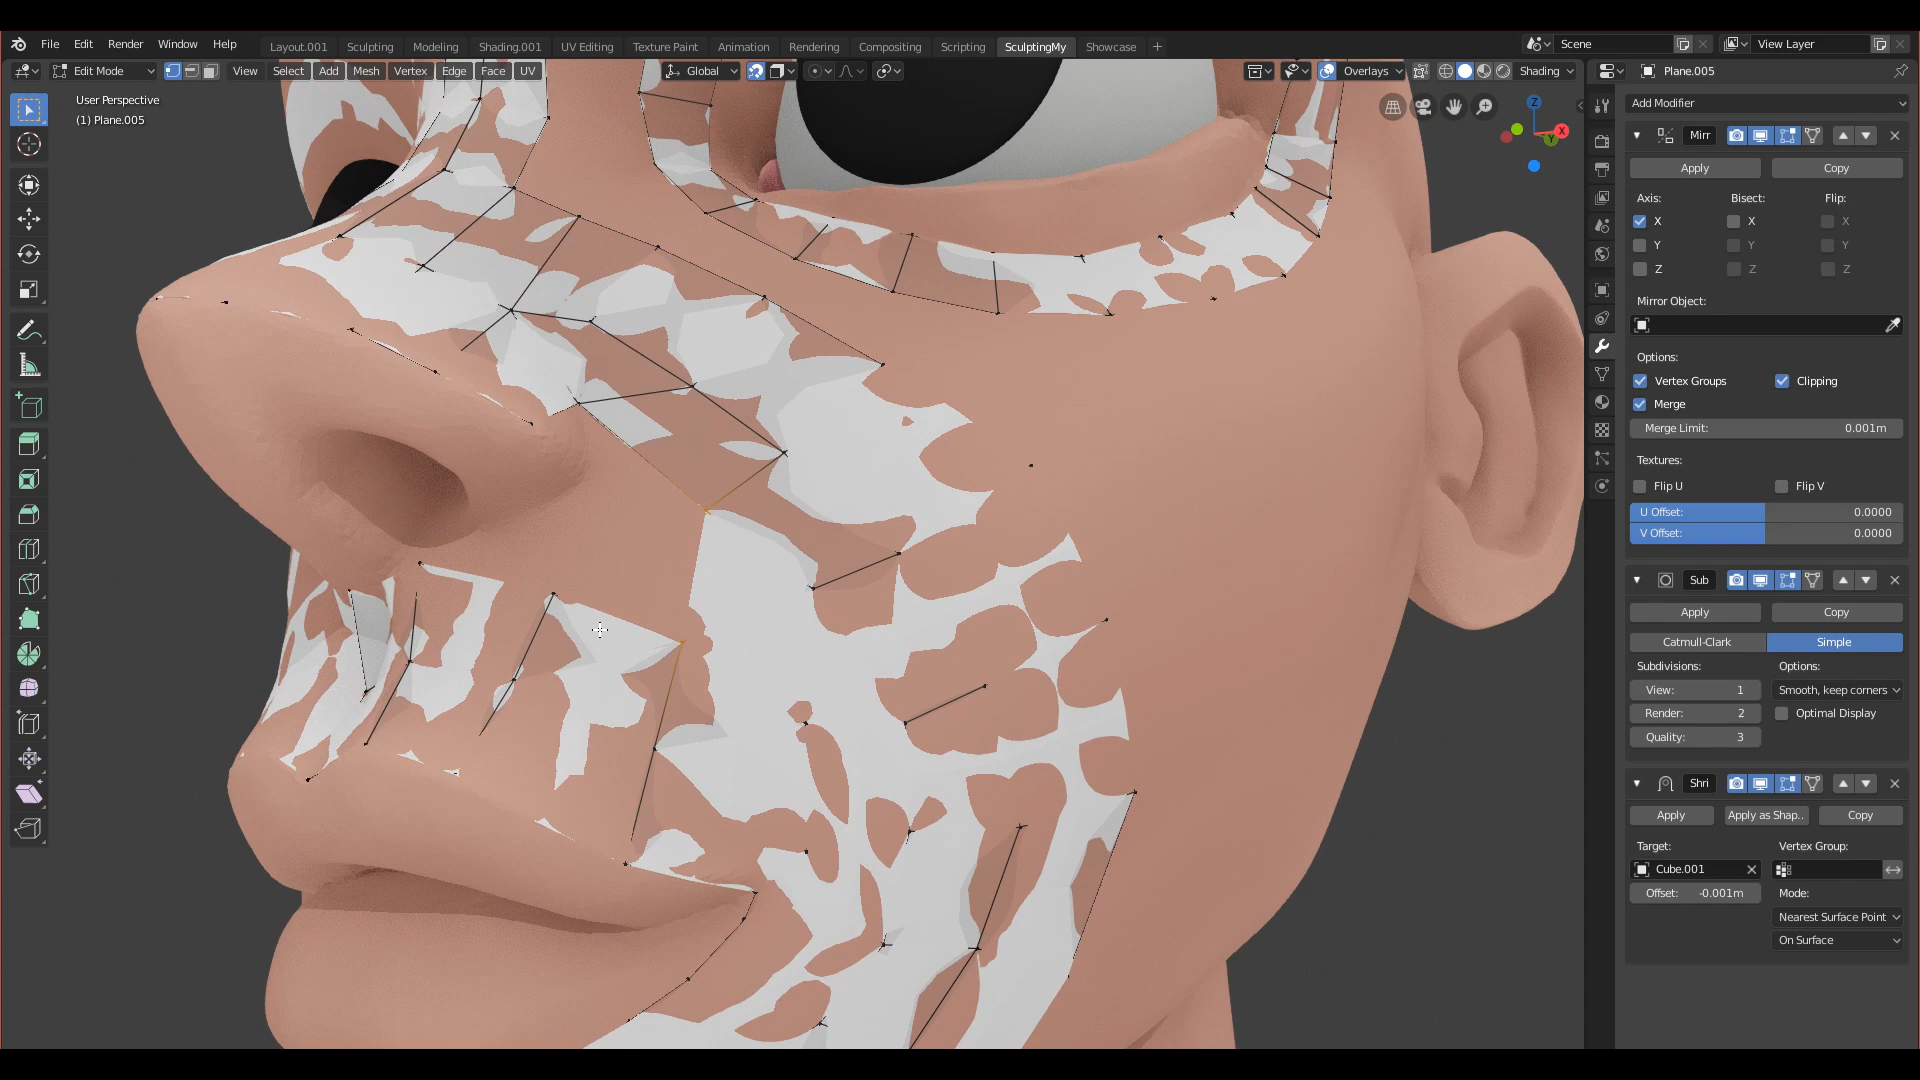 File Edit Render Window Help Layout.001 Sculpting Modeling Shading.001 UV Editing Texture Paint Animation Rendering Compositing Scripting SculptingMy Showcase + Scene View Layer
Edit Mode View Select Add Mesh Vertex Edge Face UV Global Overlays Shading Plane.005
User Perspective
(1) Plane.005
Z
X
Y
Add Modifier
Mirr
Apply Copy
Axis: Bisect: Flip:
X X X
Y Y Y
Z Z Z
Mirror Object:
Options:
Vertex Groups Clipping
Merge
Merge Limit: 0.001m
Textures:
Flip U Flip V
U Offset: 0.0000
V Offset: 0.0000
Sub
Apply Copy
Catmull-Clark Simple
Subdivisions: Options:
View: 1 Smooth, keep corners
Render: 2 Optimal Display
Quality: 3
Shri
Apply Apply as Shap.. Copy
Target: Vertex Group:
Cube.001
Offset: -0.001m Mode:
Nearest Surface Point
On Surface